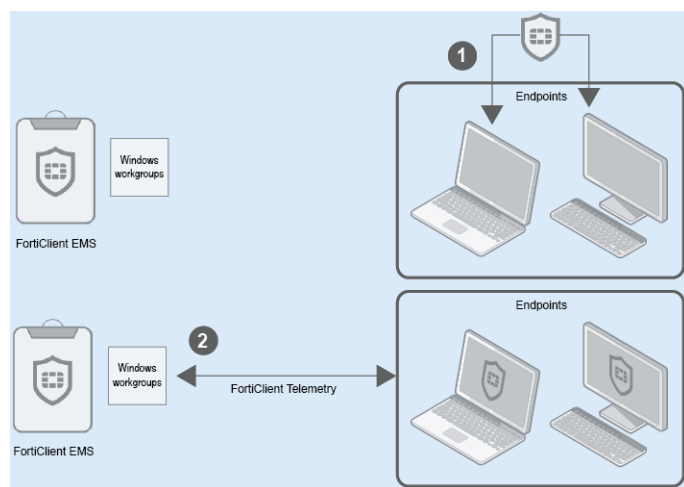 1
Endpoints
Windows
workgroups
FortiClient EMS
Endpoints
2
Windows
workgroups
FortiClient Telemetry
FortiClient EMS